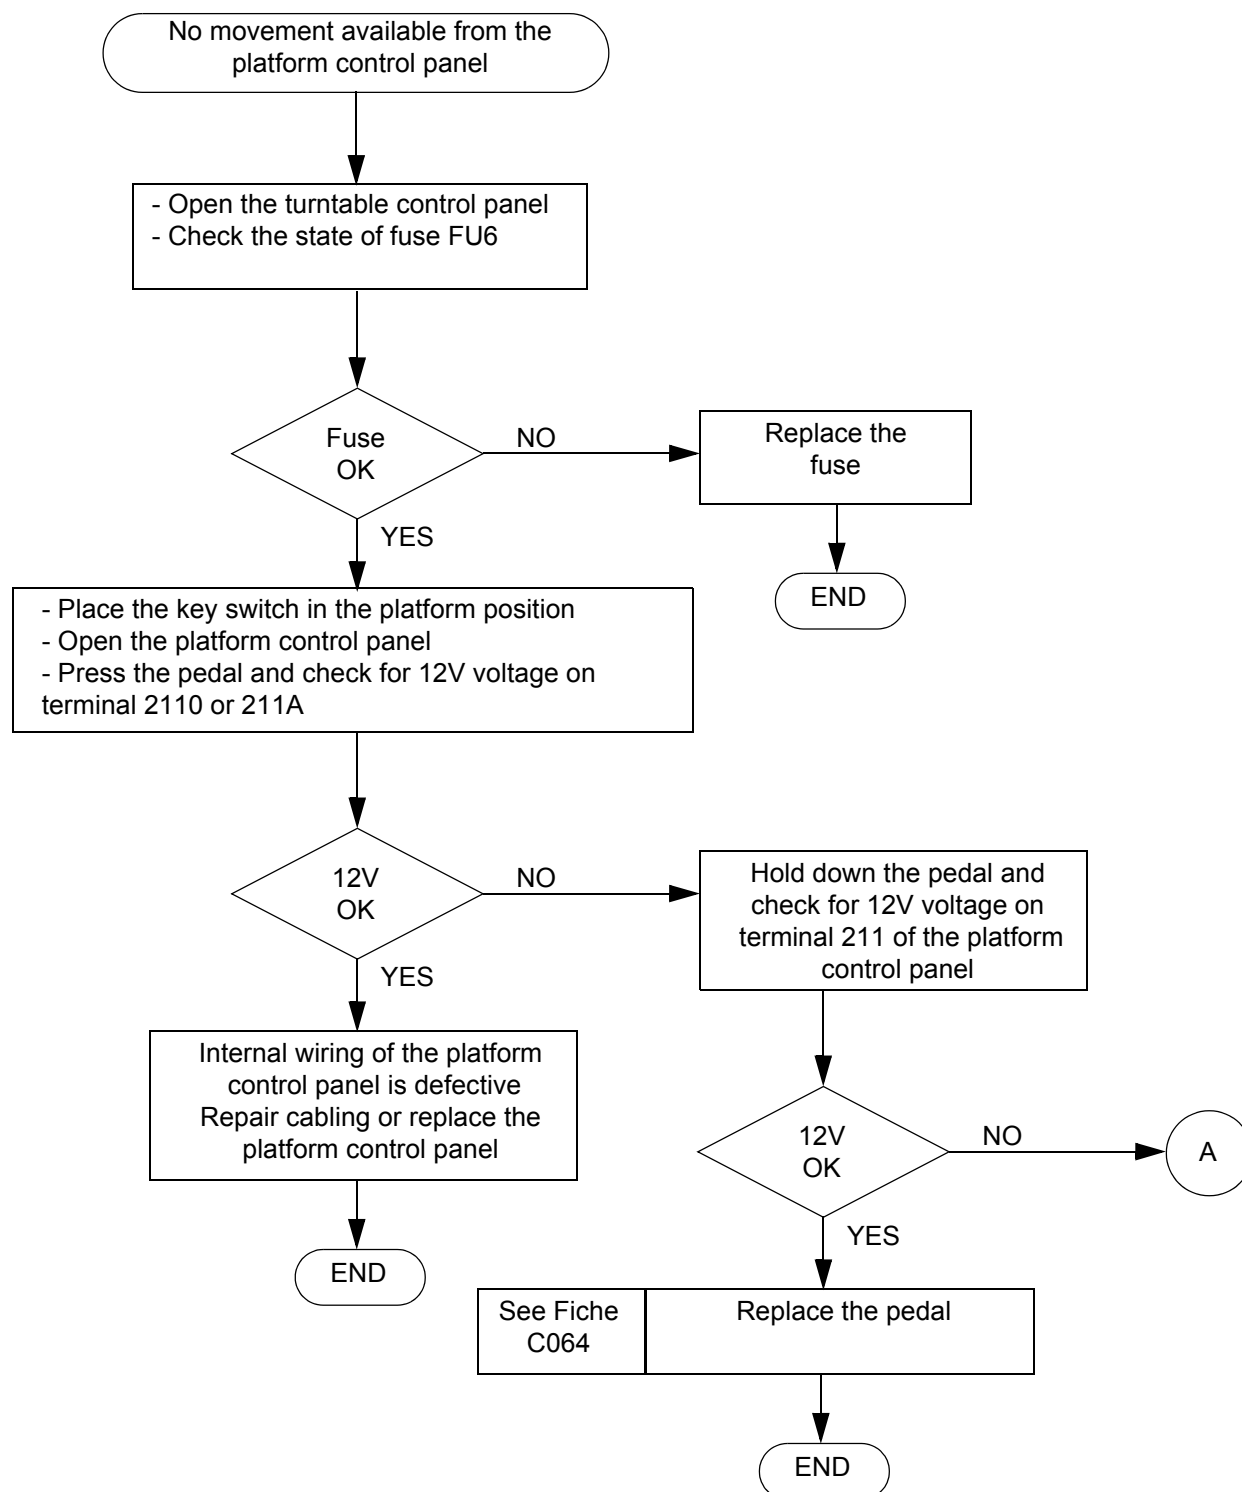 No movement available from the
platform control panel
- Open the turntable control panel
- Check the state of fuse FU6
Fuse
OK
NO
Replace the
fuse
YES
END
- Place the key switch in the platform position
- Open the platform control panel
- Press the pedal and check for 12V voltage on
terminal 2110 or 211A
12V
OK
NO
Hold down the pedal and
check for 12V voltage on
terminal 211 of the platform
control panel
YES
Internal wiring of the platform
control panel is defective
Repair cabling or replace the
platform control panel
12V
OK
NO
A
YES
END
See Fiche
C064
Replace the pedal
END